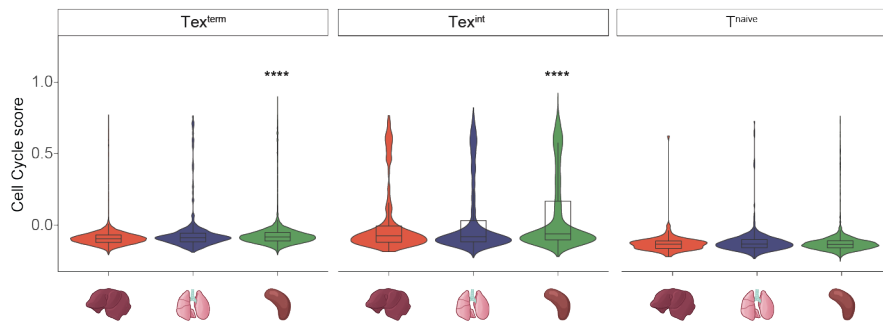 Tex^term Tex^int T^naive
**** ****
Cell Cycle score
1.0
0.5
0.0